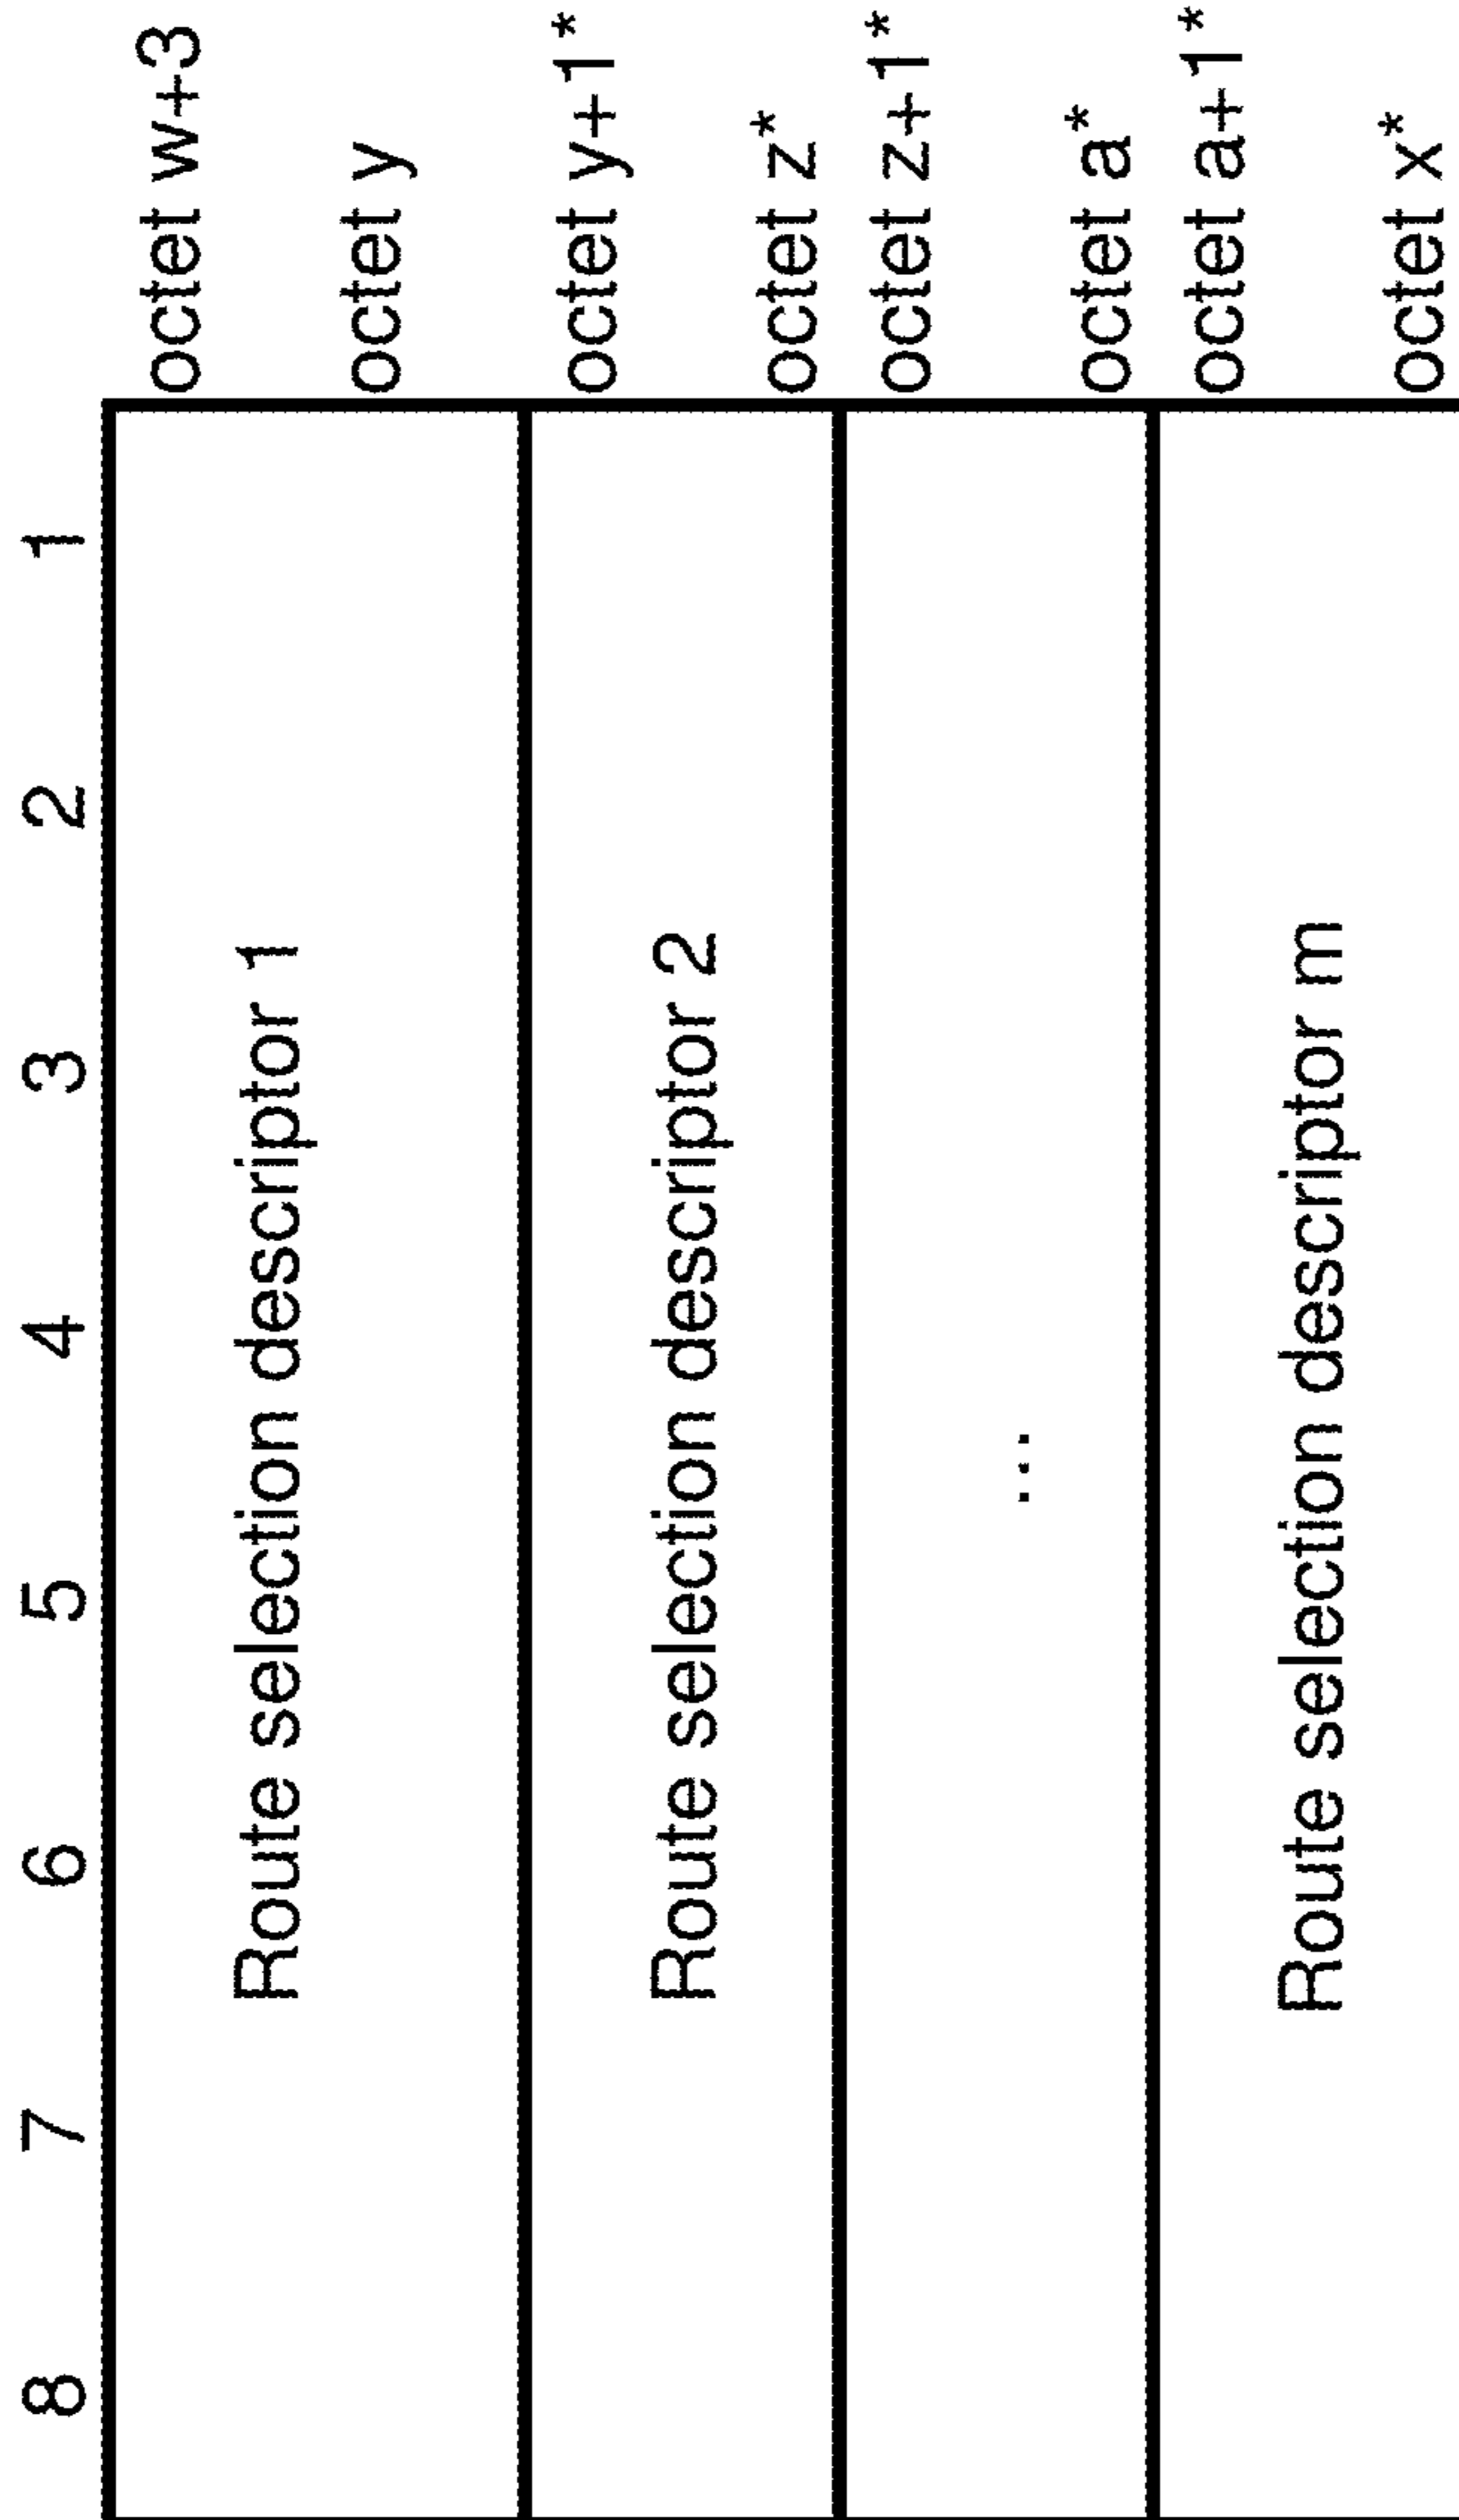 8 7 6 5 4 3 2 1
Route selection descriptor 1 octet w+3
octet y
Route selection descriptor 2 octet y+1*
octet z*
... octet z+1*
octet a*
Route selection descriptor m octet a+1*
octet x*